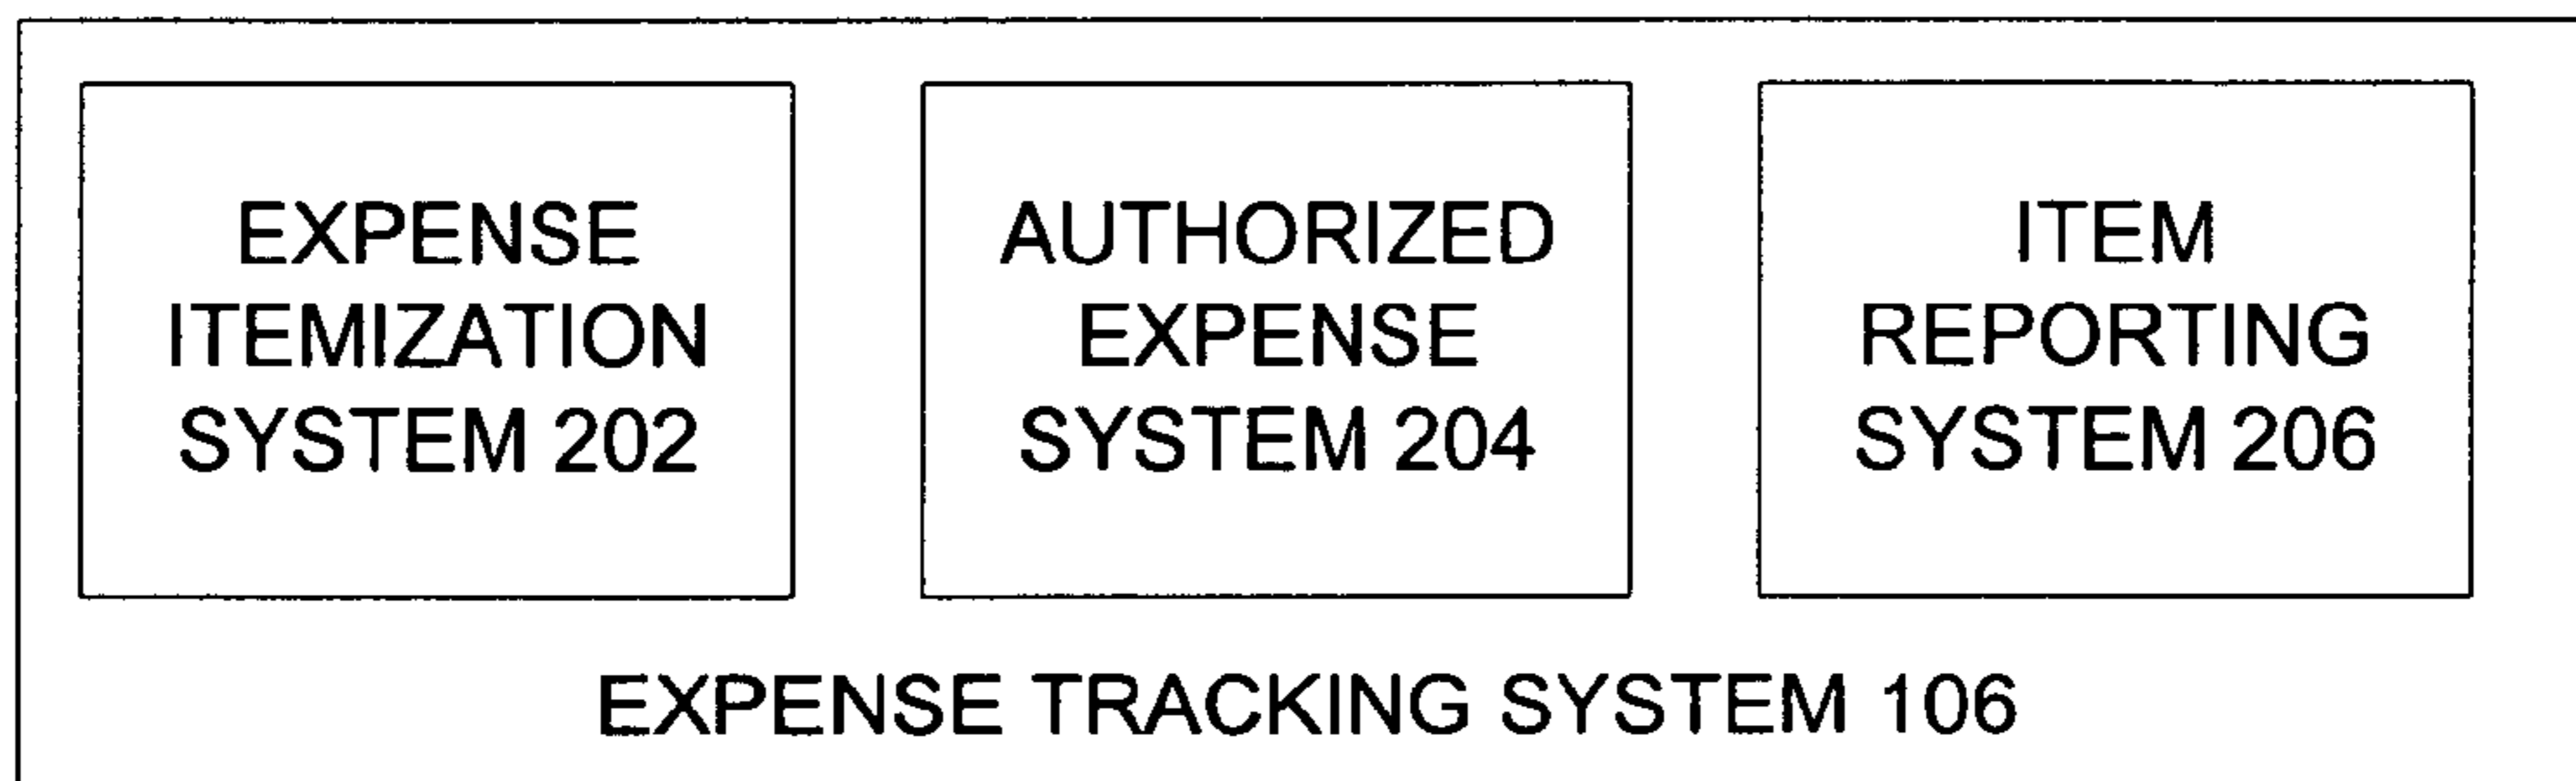 EXPENSE
ITEMIZATION
SYSTEM 202
AUTHORIZED
EXPENSE
SYSTEM 204
ITEM
REPORTING
SYSTEM 206
EXPENSE TRACKING SYSTEM 106